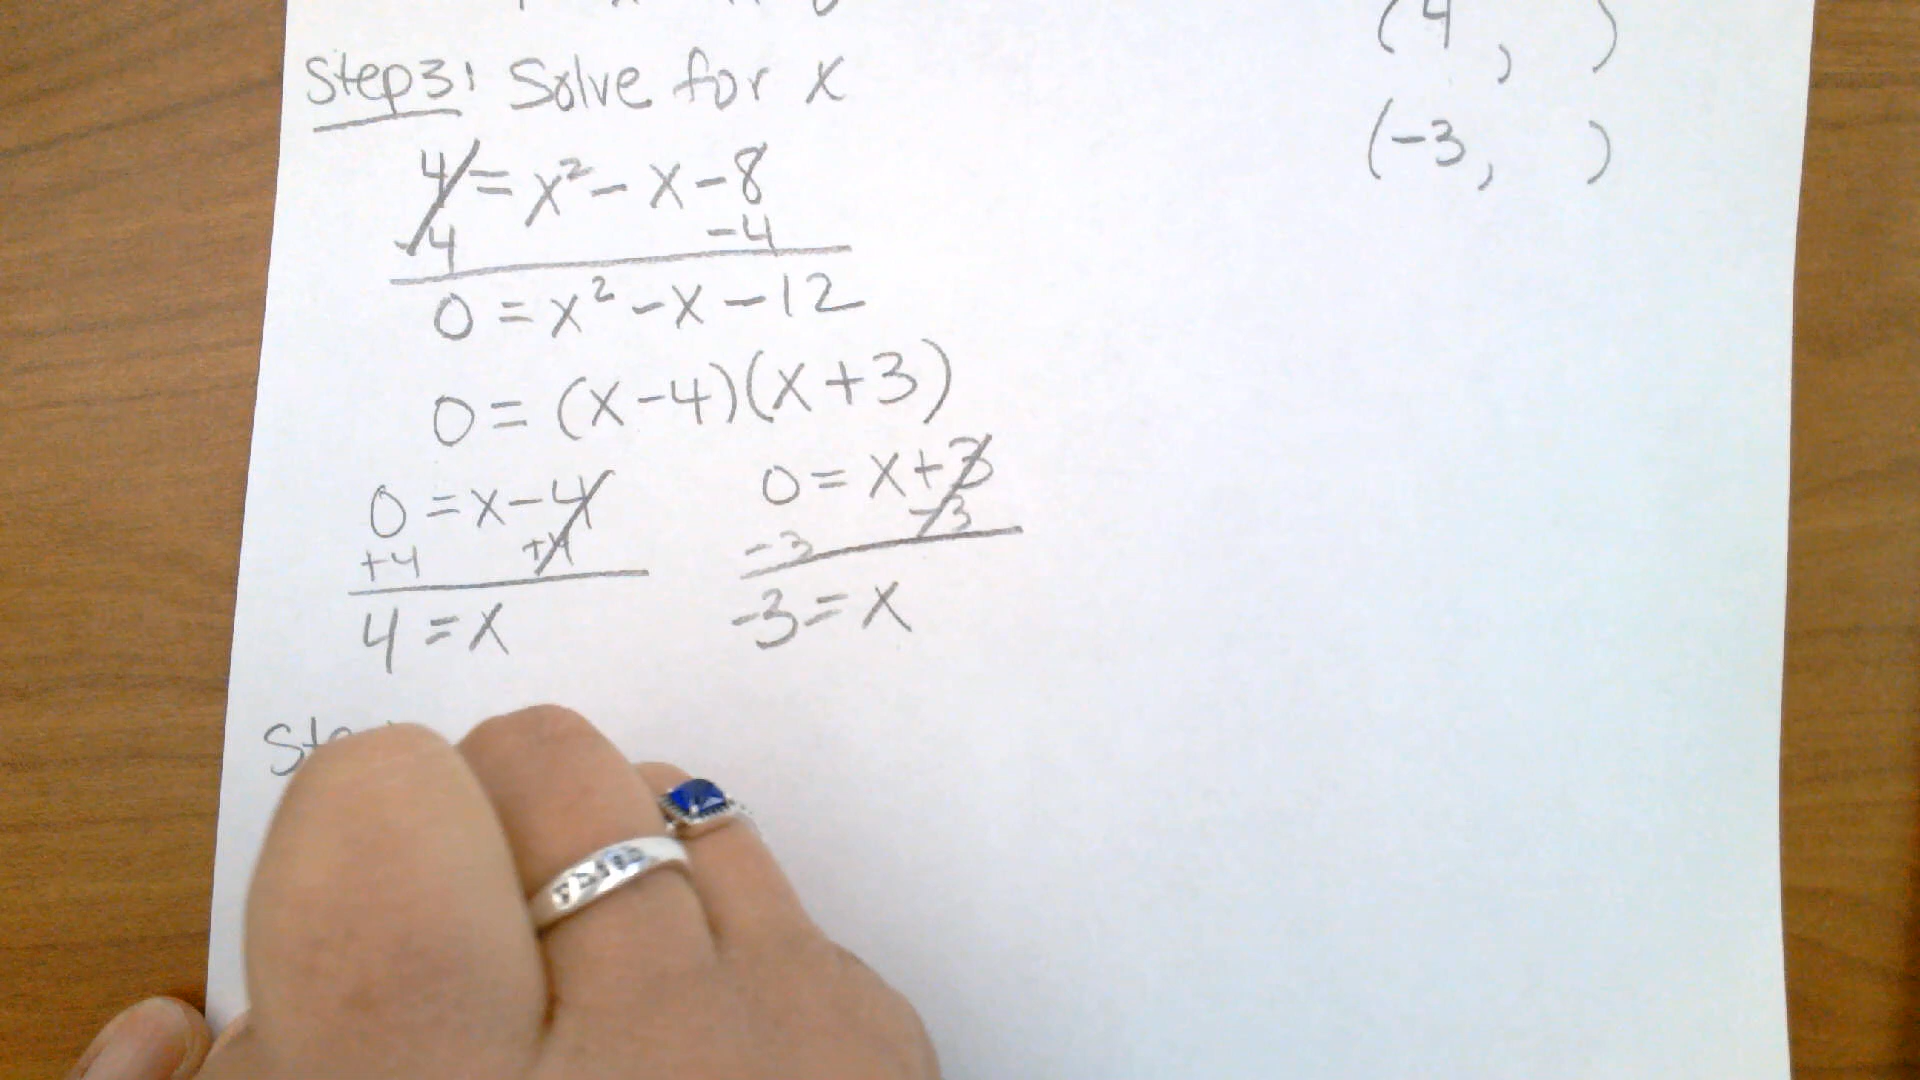 (4 , )
Step 3: Solve for x
(-3, )
4 = x² - x - 8
-4 -4
0 = x² - x - 12
0 = (x-4)(x+3)
0 = x - 4 0 = x + 3
+4 +4 -3 -3
4 = x -3 = x